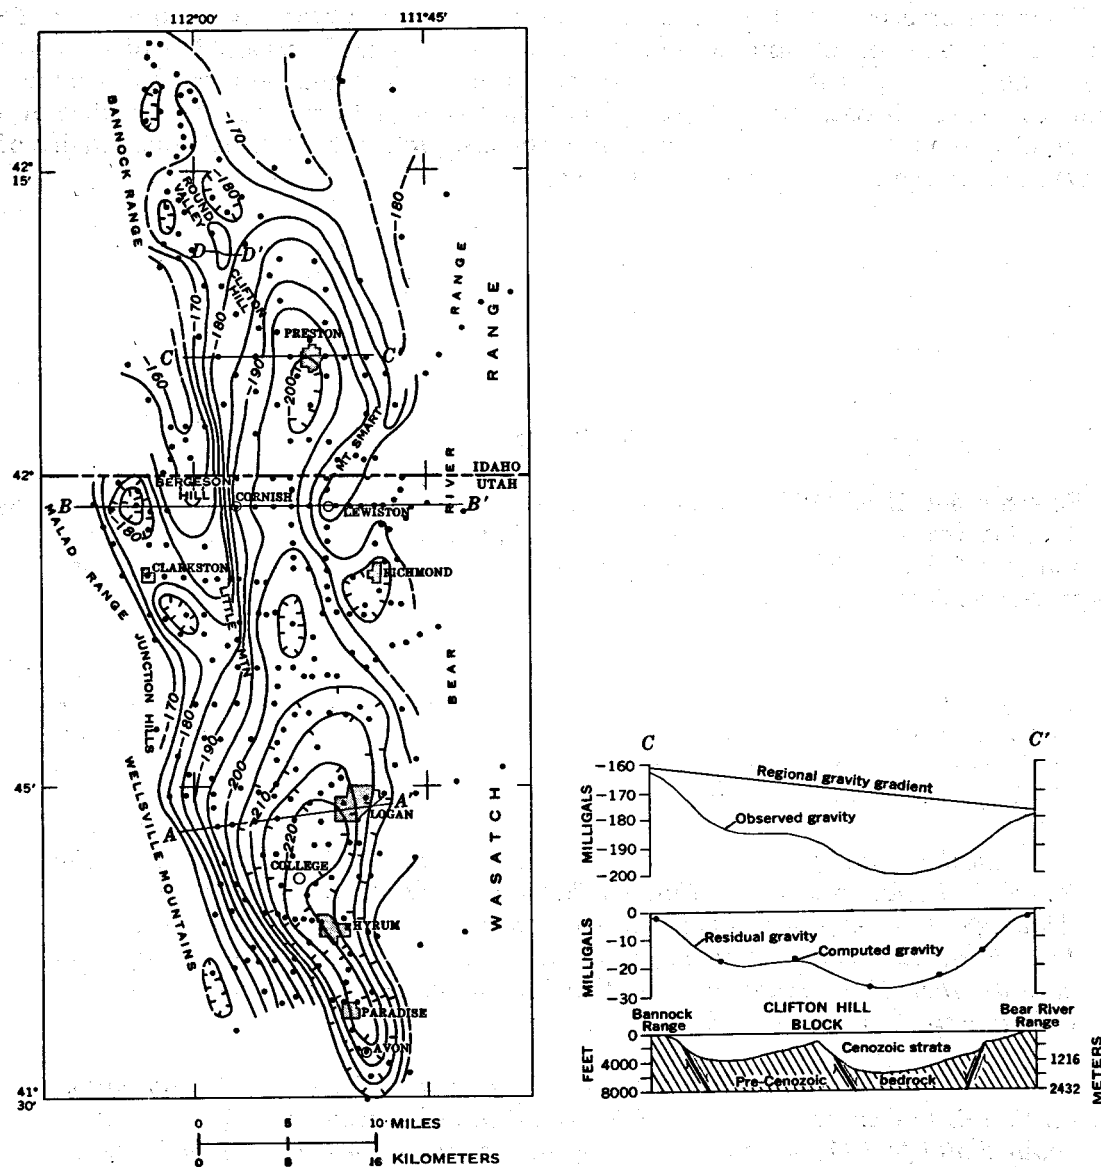 112°00'
111°45'
BANNOCK RANGE
-170
42°
15'
-180
ROUND
VALLEY
-180
D
D'
CLIFTON
HILL
RANGE
RANGE
-170
-180
PRESTON
C
C'
-160
-190
-200
MT SMART
IDAHO
UTAH
42°
BERGESON
HILL
RIVER
B
CORNISH
LEWISTON
B'
-180
MALAD RANGE
CLARKSTON
RICHMOND
LITTLE
MTN
JUNCTION HILLS
BEAR
-170
-180
-190
-200
-210
-220
45'
WELLSVILLE MOUNTAINS
A
A'
LOGAN
COLLEGE
WASATCH
HYRUM
PARADISE
AVON
41°
30'
0 5 10 MILES
0 8 16 KILOMETERS
C
C'
-160
-170
-180
-190
-200
MILLIGALS
Regional gravity gradient
Observed gravity
0
-10
-20
-30
MILLIGALS
Residual gravity
Computed gravity
Bannock
Range
CLIFTON HILL
BLOCK
Bear River
Range
FEET
0
4000
8000
Cenozoic strata
Pre-Cenozoic bedrock
1216
2432
METERS